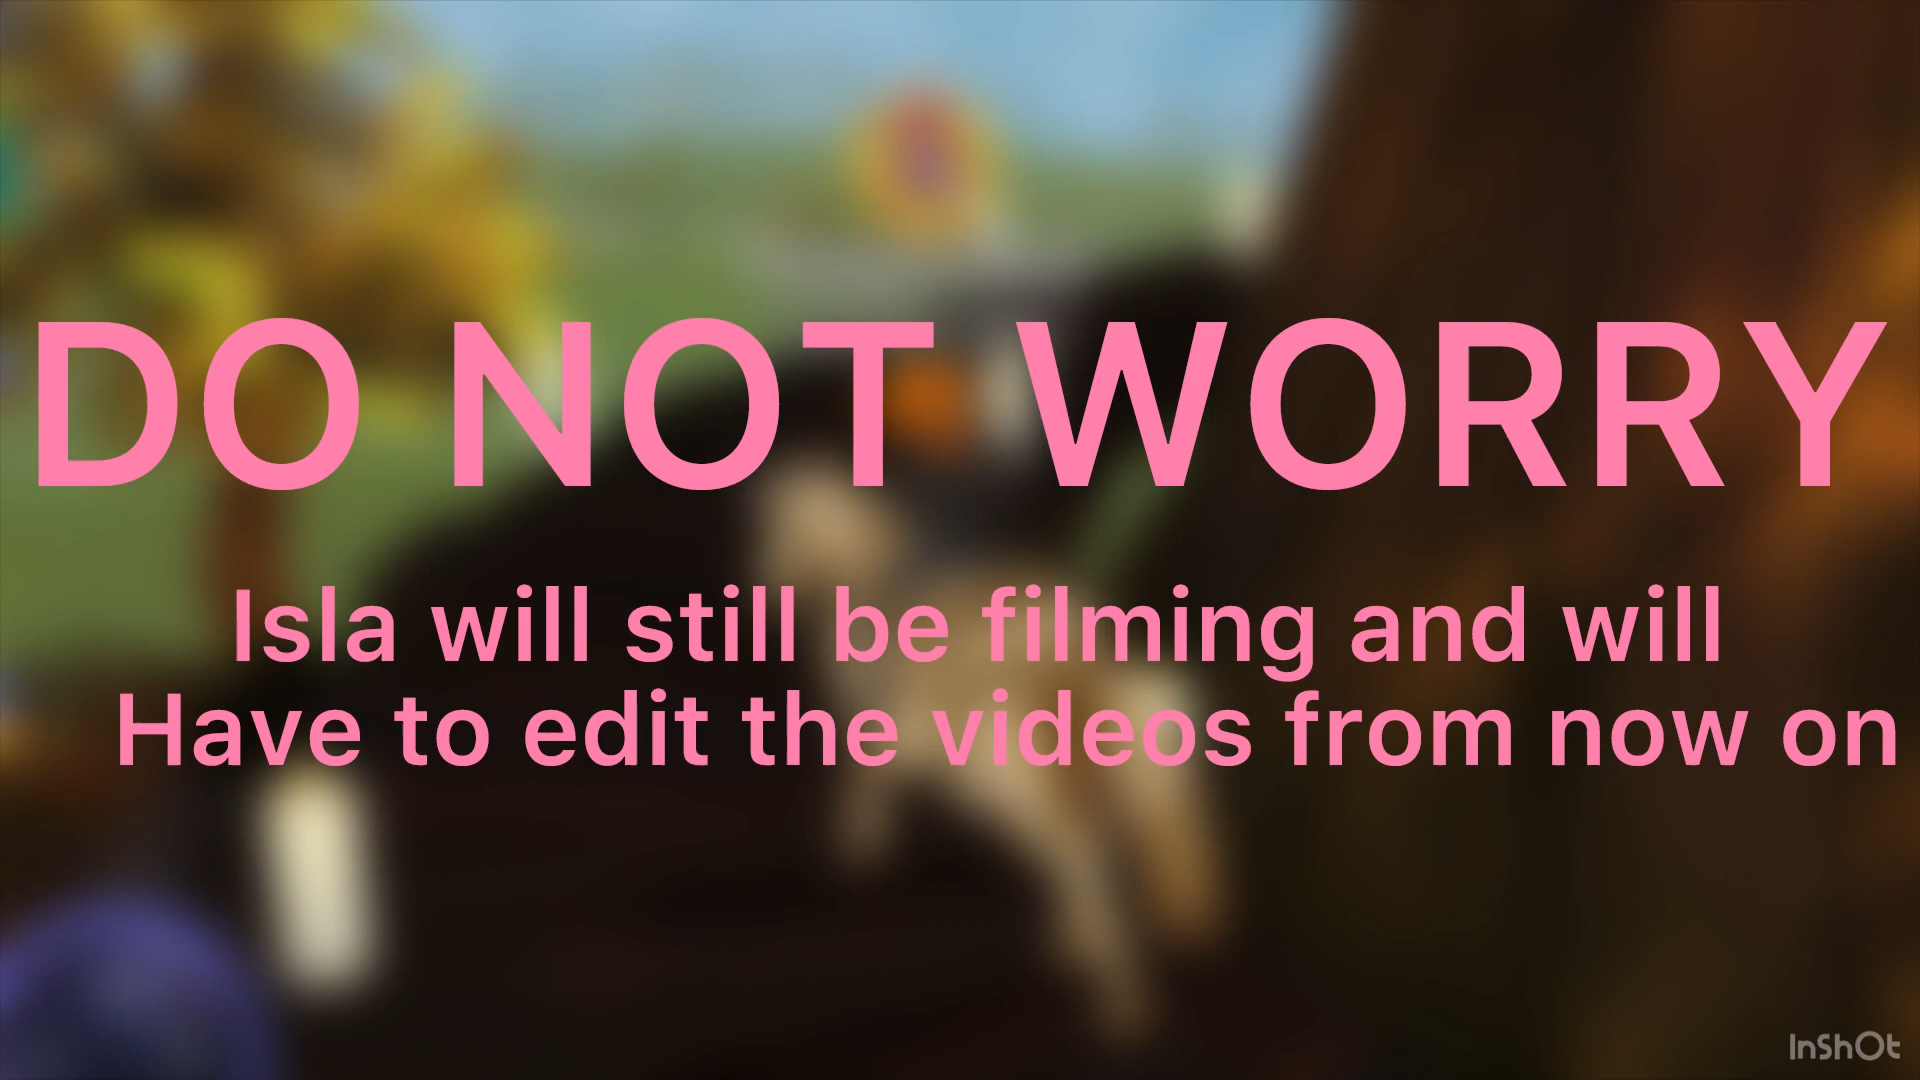 DO NOT WORRY
Isla will still be filming and will
Have to edit the videos from now on
InShOt